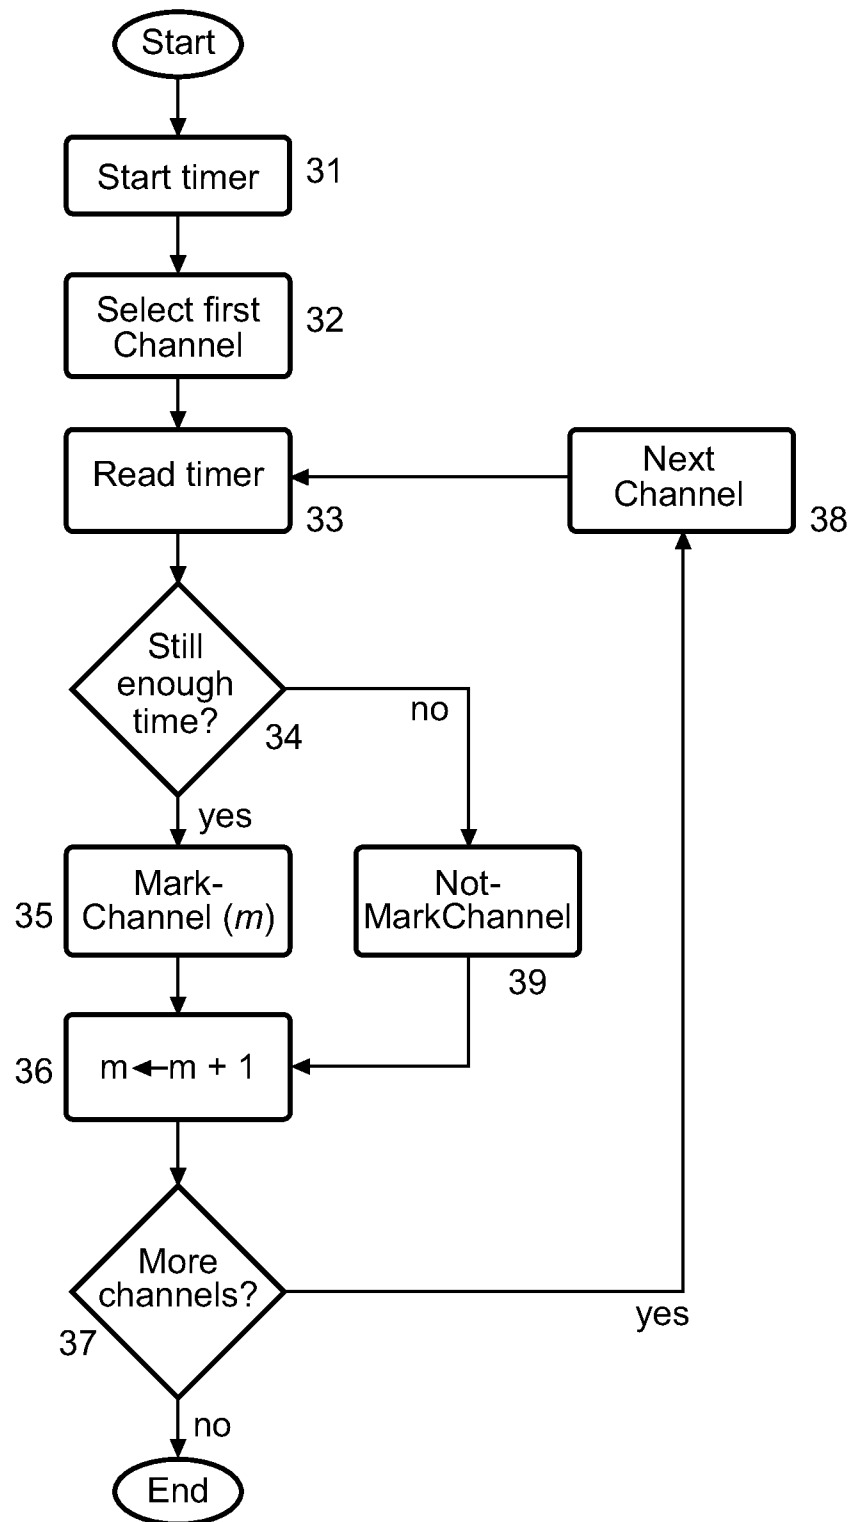 Start
Start timer
31
Select first
Channel
32
Read timer
33
Next
Channel
38
Still
enough
time?
34
no
yes
Mark-
Channel (m)
35
Not-
MarkChannel
39
m←m + 1
36
More
channels?
37
yes
no
End